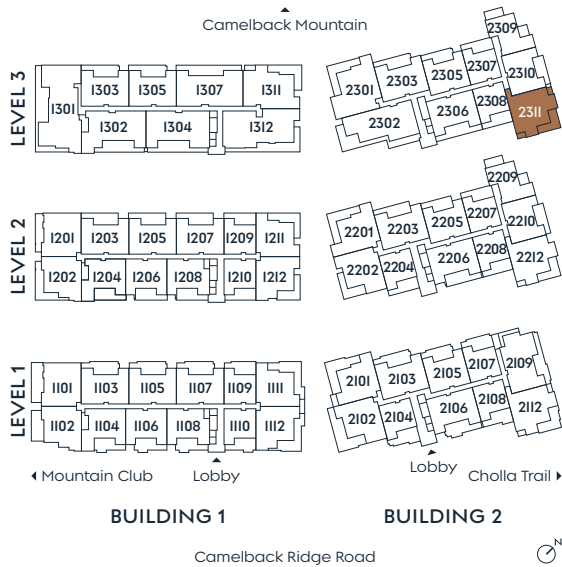 Camelback Mountain
LEVEL 3
1301 1303 1305 1307 1311
1302 1304 1312
2301 2303 2305 2307 2309 2310
2302 2306 2308 2311
LEVEL 2
1201 1203 1205 1207 1209 1211
1202 1204 1206 1208 1210 1212
2201 2203 2205 2207 2209 2210
2202 2204 2206 2208 2212
LEVEL 1
1101 1103 1105 1107 1109 1111
1102 1104 1106 1108 1110 1112
2101 2103 2105 2107 2109
2102 2104 2106 2108 2112
Mountain Club Lobby
Lobby Cholla Trail
BUILDING 1 BUILDING 2
Camelback Ridge Road
N